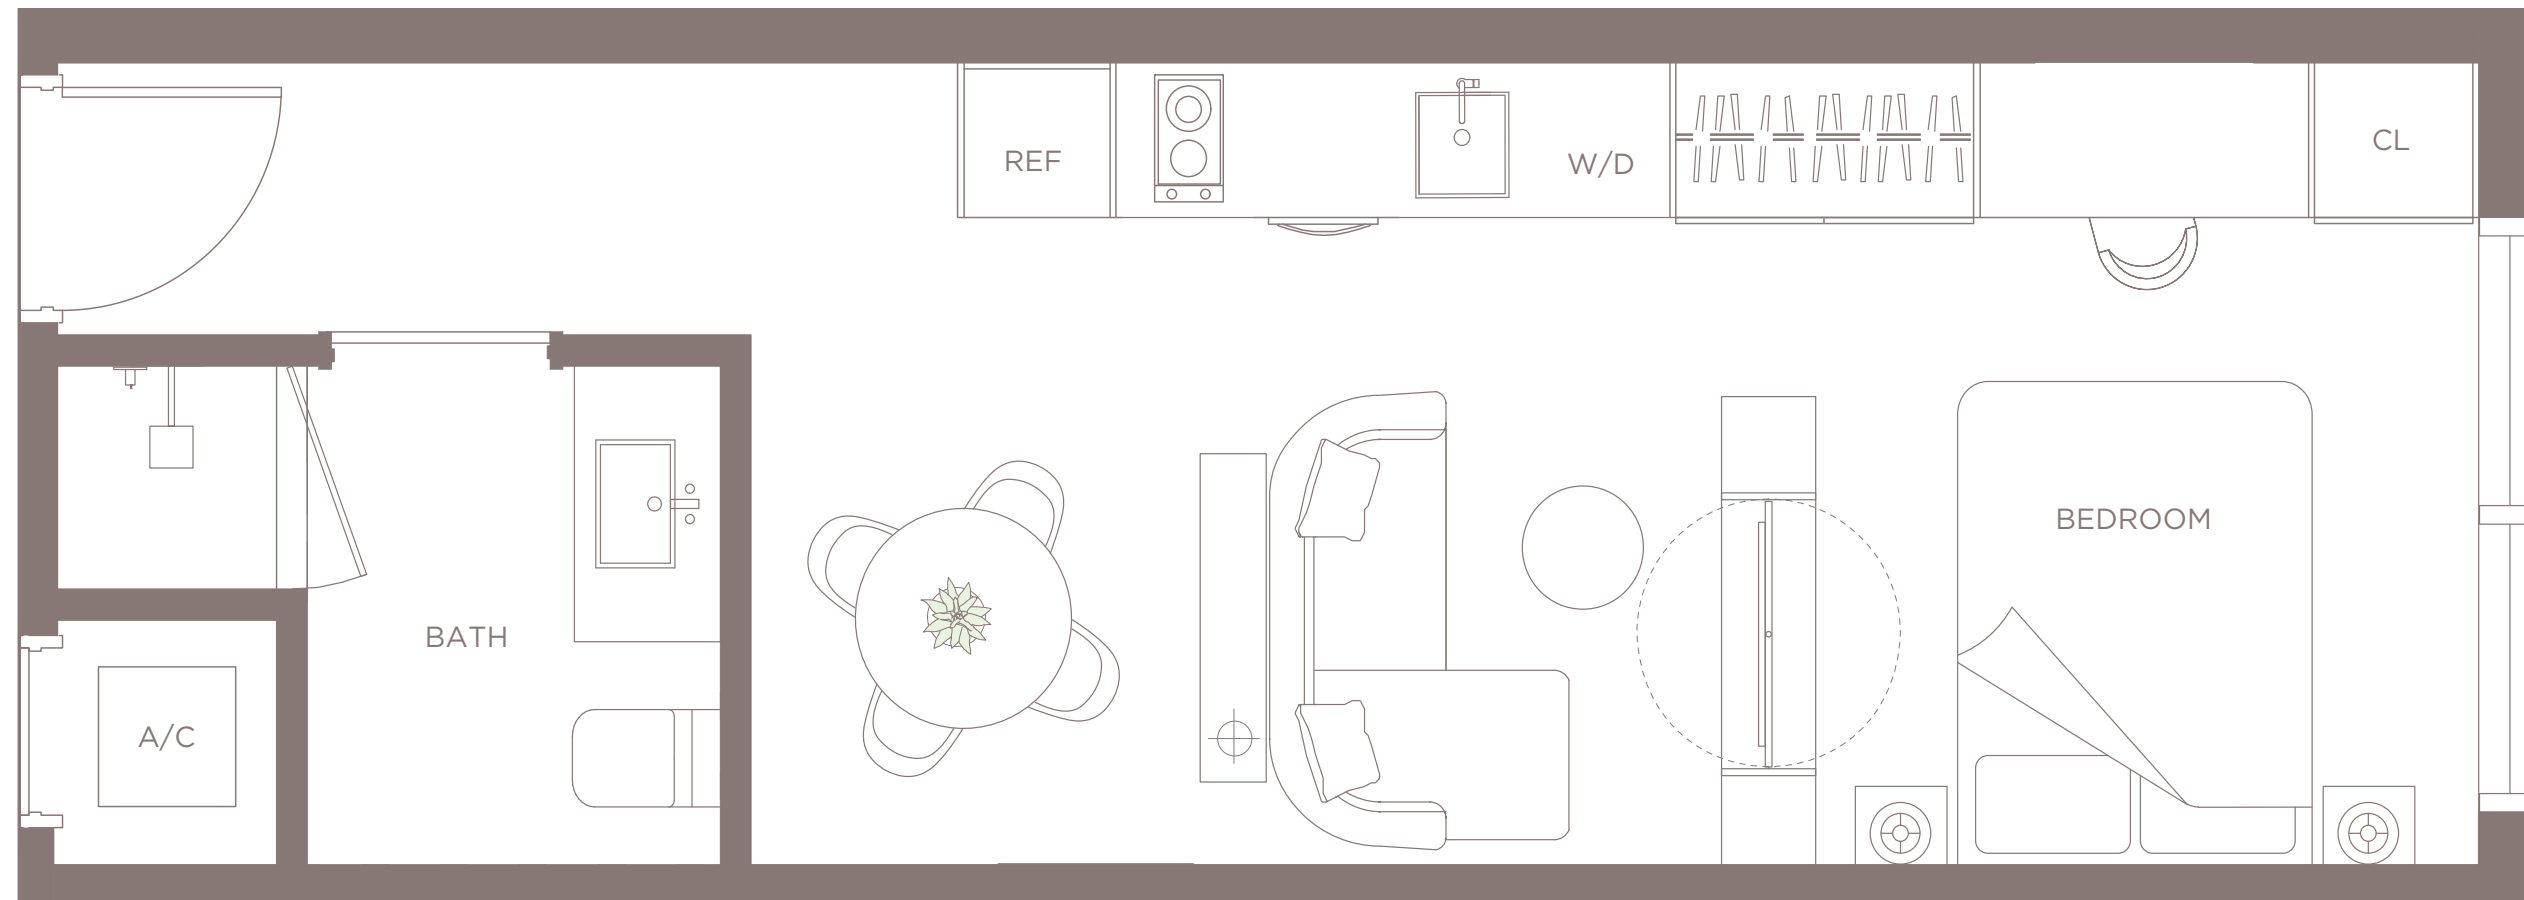 REF
W/D
CL
BEDROOM
BATH
A/C